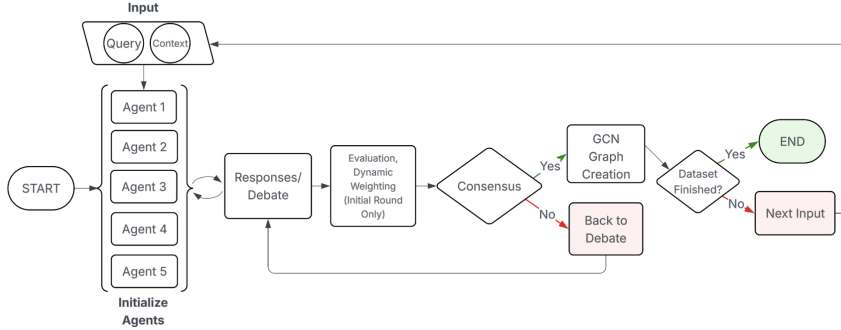 Input
Query
Context
Agent 1
Agent 2
Agent 3
Agent 4
Agent 5
START
Initialize
Agents
Responses/
Debate
Evaluation,
Dynamic
Weighting
(Initial Round
Only)
Consensus
Yes
No
GCN
Graph
Creation
Back to
Debate
Dataset
Finished?
Yes
No
END
Next Input